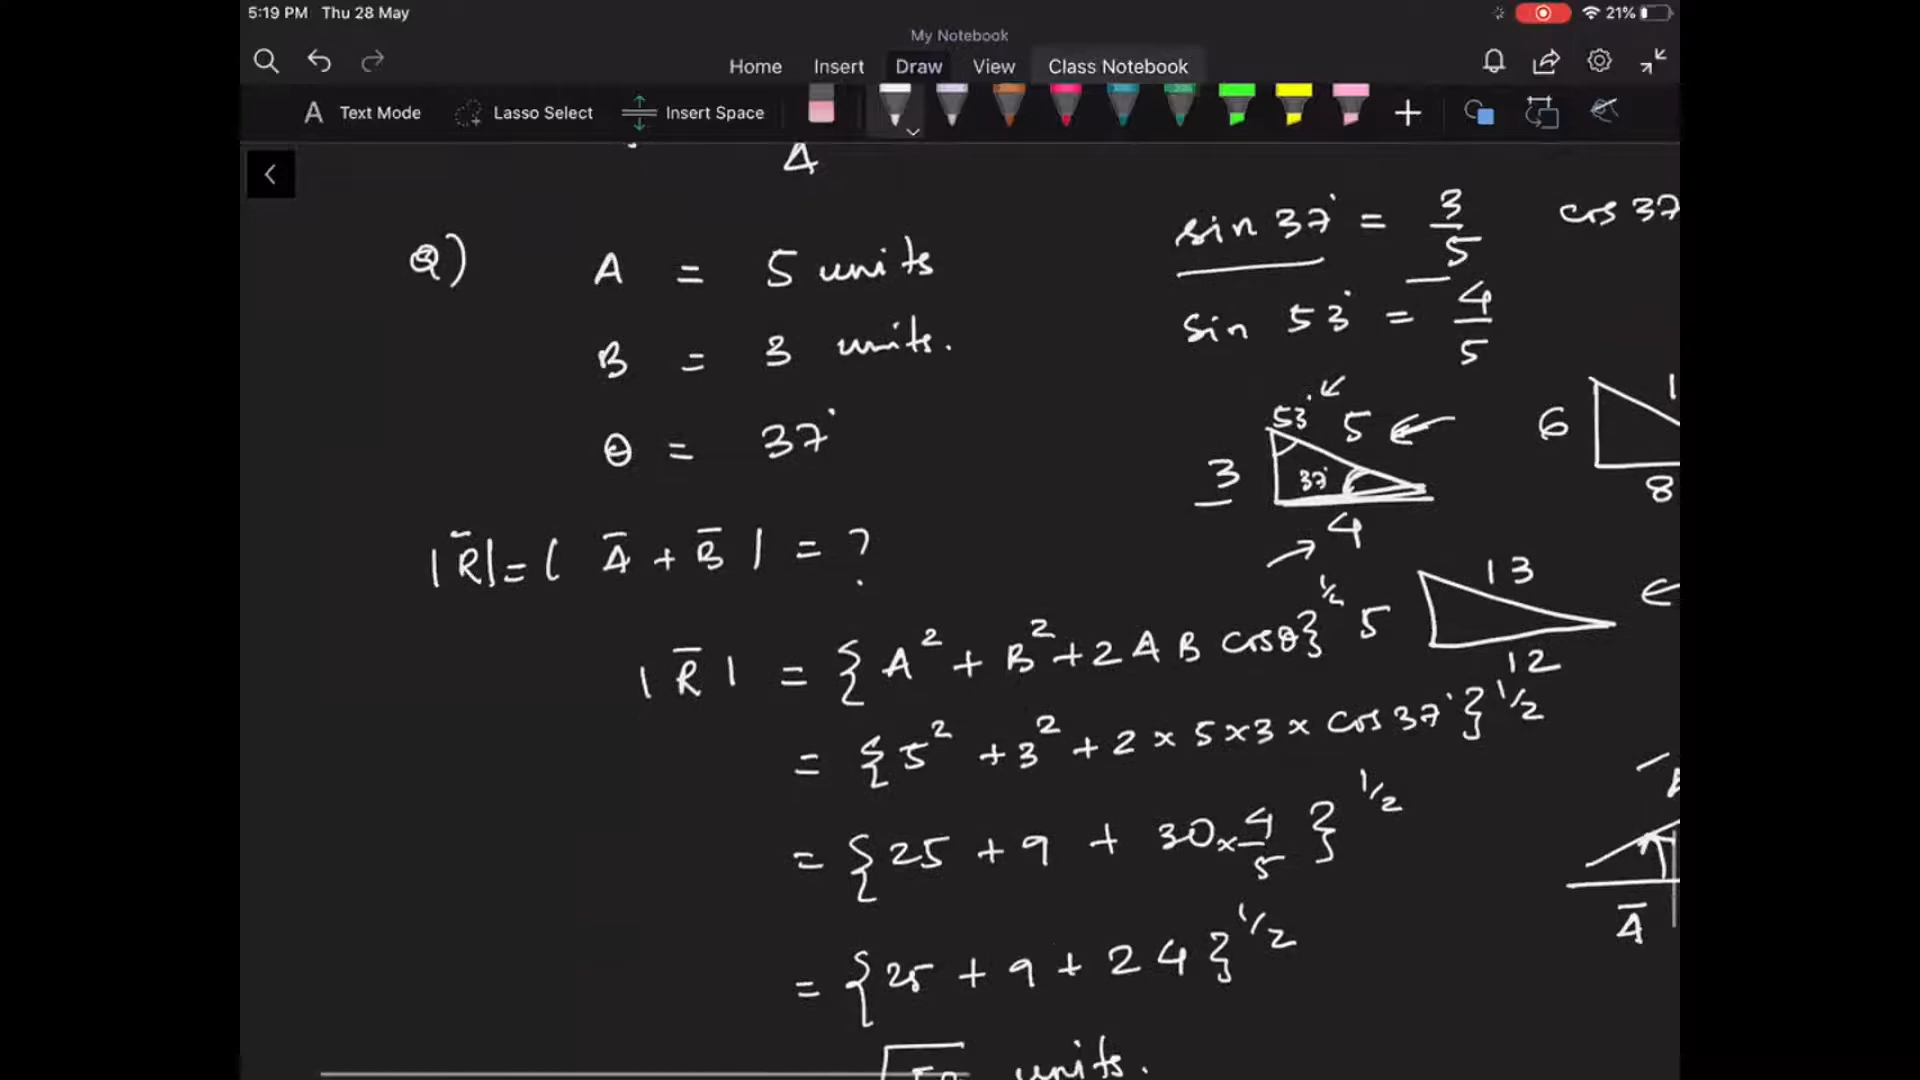 5:19 PM Thu 28 May
21%
My Notebook
Home Insert Draw View Class Notebook
A Text Mode Lasso Select Insert Space
A
Q) A = 5 units
B = 3 units.
θ = 37°
sin 37° = 3/5 cos 37
sin 53° = 4/5
53° 5
3 37°
4
6
8
13
5
12
|R̅| = | A̅ + B̅ | = ?
|R̅| = {A² + B² + 2AB cosθ}^1/2
= {5² + 3² + 2 × 5 × 3 × cos 37°}^1/2
= {25 + 9 + 30 × 4/5}^1/2
= {25 + 9 + 24}^1/2
units.
A̅